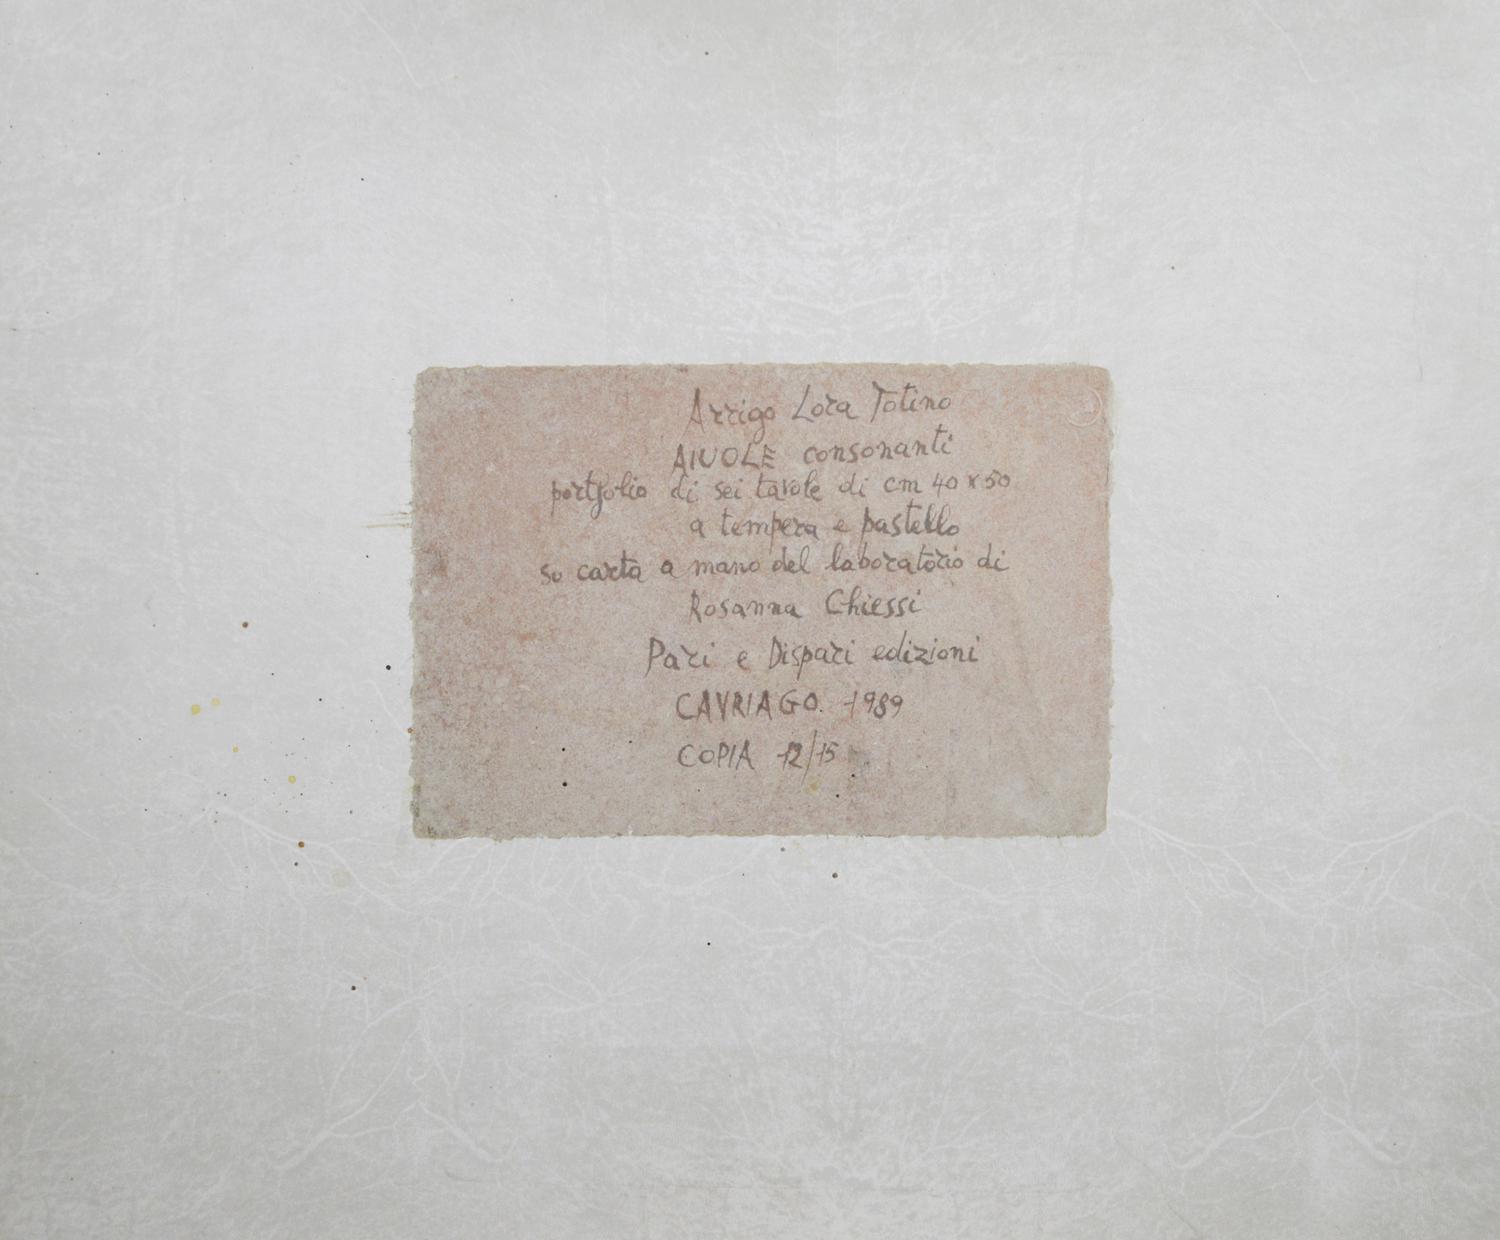 Arrigo Lora Totino
AIUOLE consonanti
portfolio di sei tavole di cm 40 x 50
a tempera e pastello
su carta a mano del laboratorio di
Rosanna Chiessi
Pari e Dispari edizioni
CAVRIAGO. 1989
COPIA 12/15